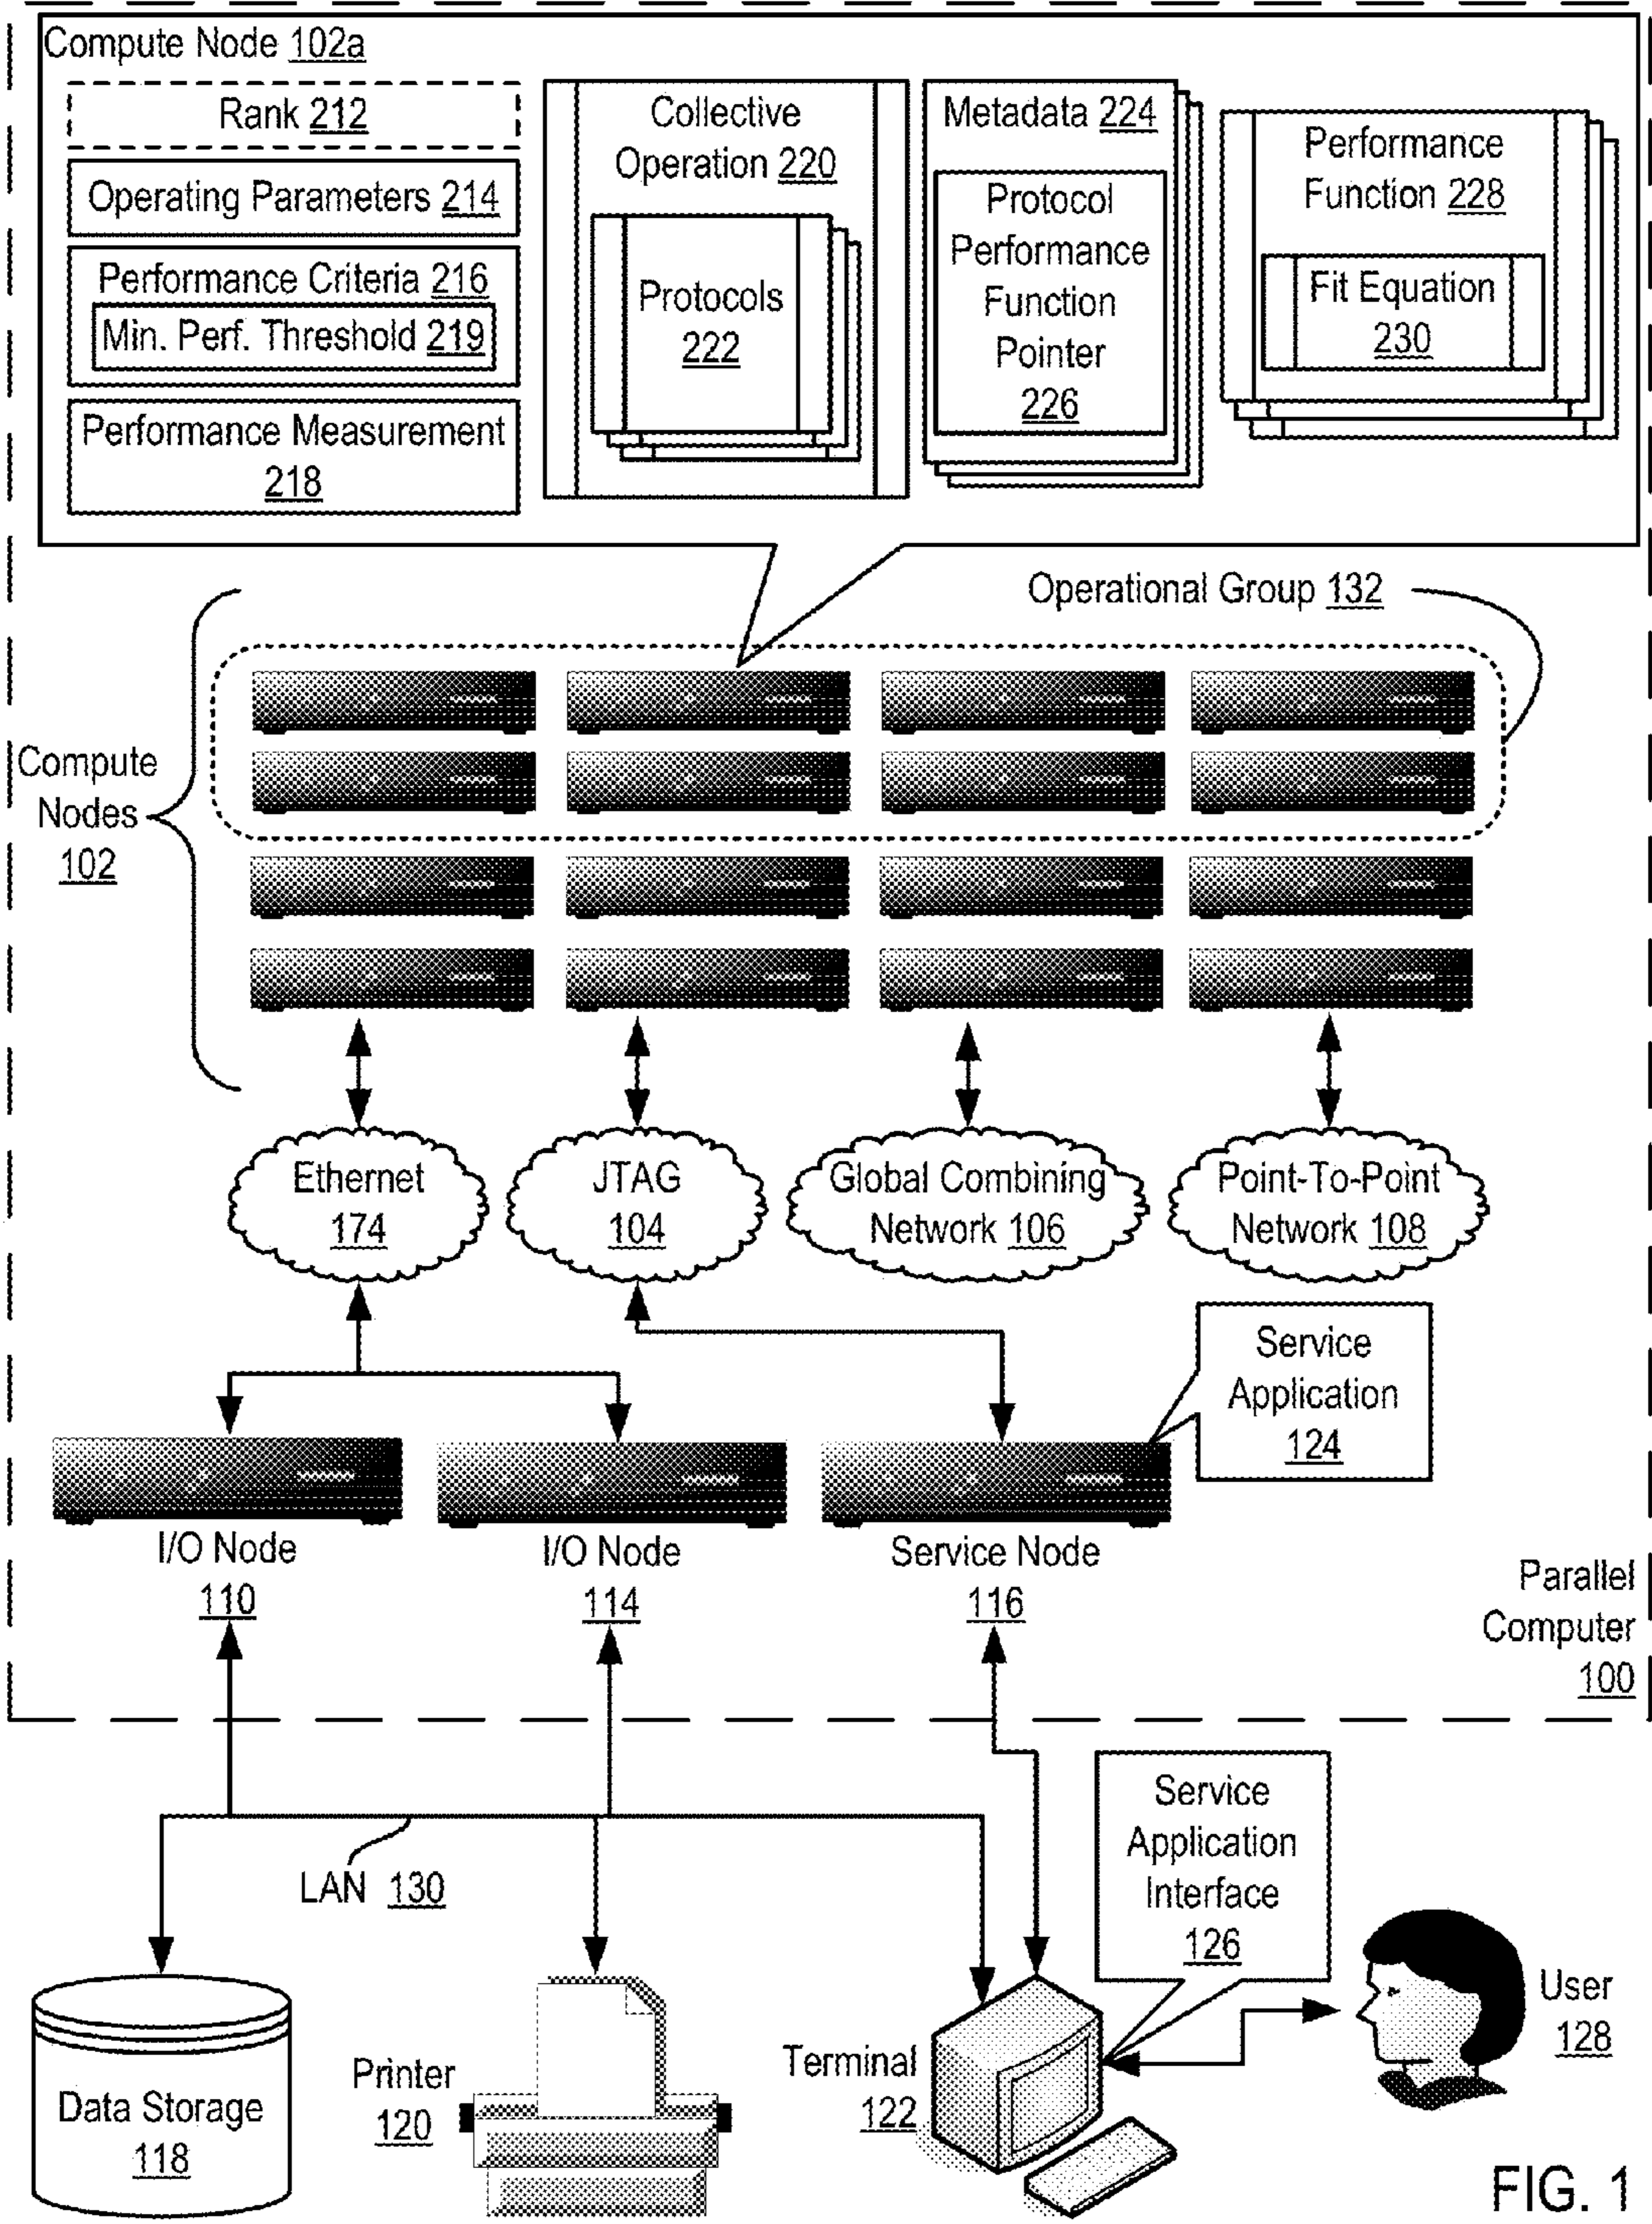 Compute Node 102a
Rank 212
Operating Parameters 214
Performance Criteria 216
Min. Perf. Threshold 219
Performance Measurement
218
Collective
Operation 220
Protocols
222
Metadata 224
Protocol
Performance
Function
Pointer
226
Performance
Function 228
Fit Equation
230
Operational Group 132
Compute
Nodes
102
Ethernet
174
JTAG
104
Global Combining
Network 106
Point-To-Point
Network 108
Service
Application
124
I/O Node
110
I/O Node
114
Service Node
116
Parallel
Computer
100
LAN 130
Service
Application
Interface
126
Data Storage
118
Printer
120
Terminal
122
User
128
FIG. 1